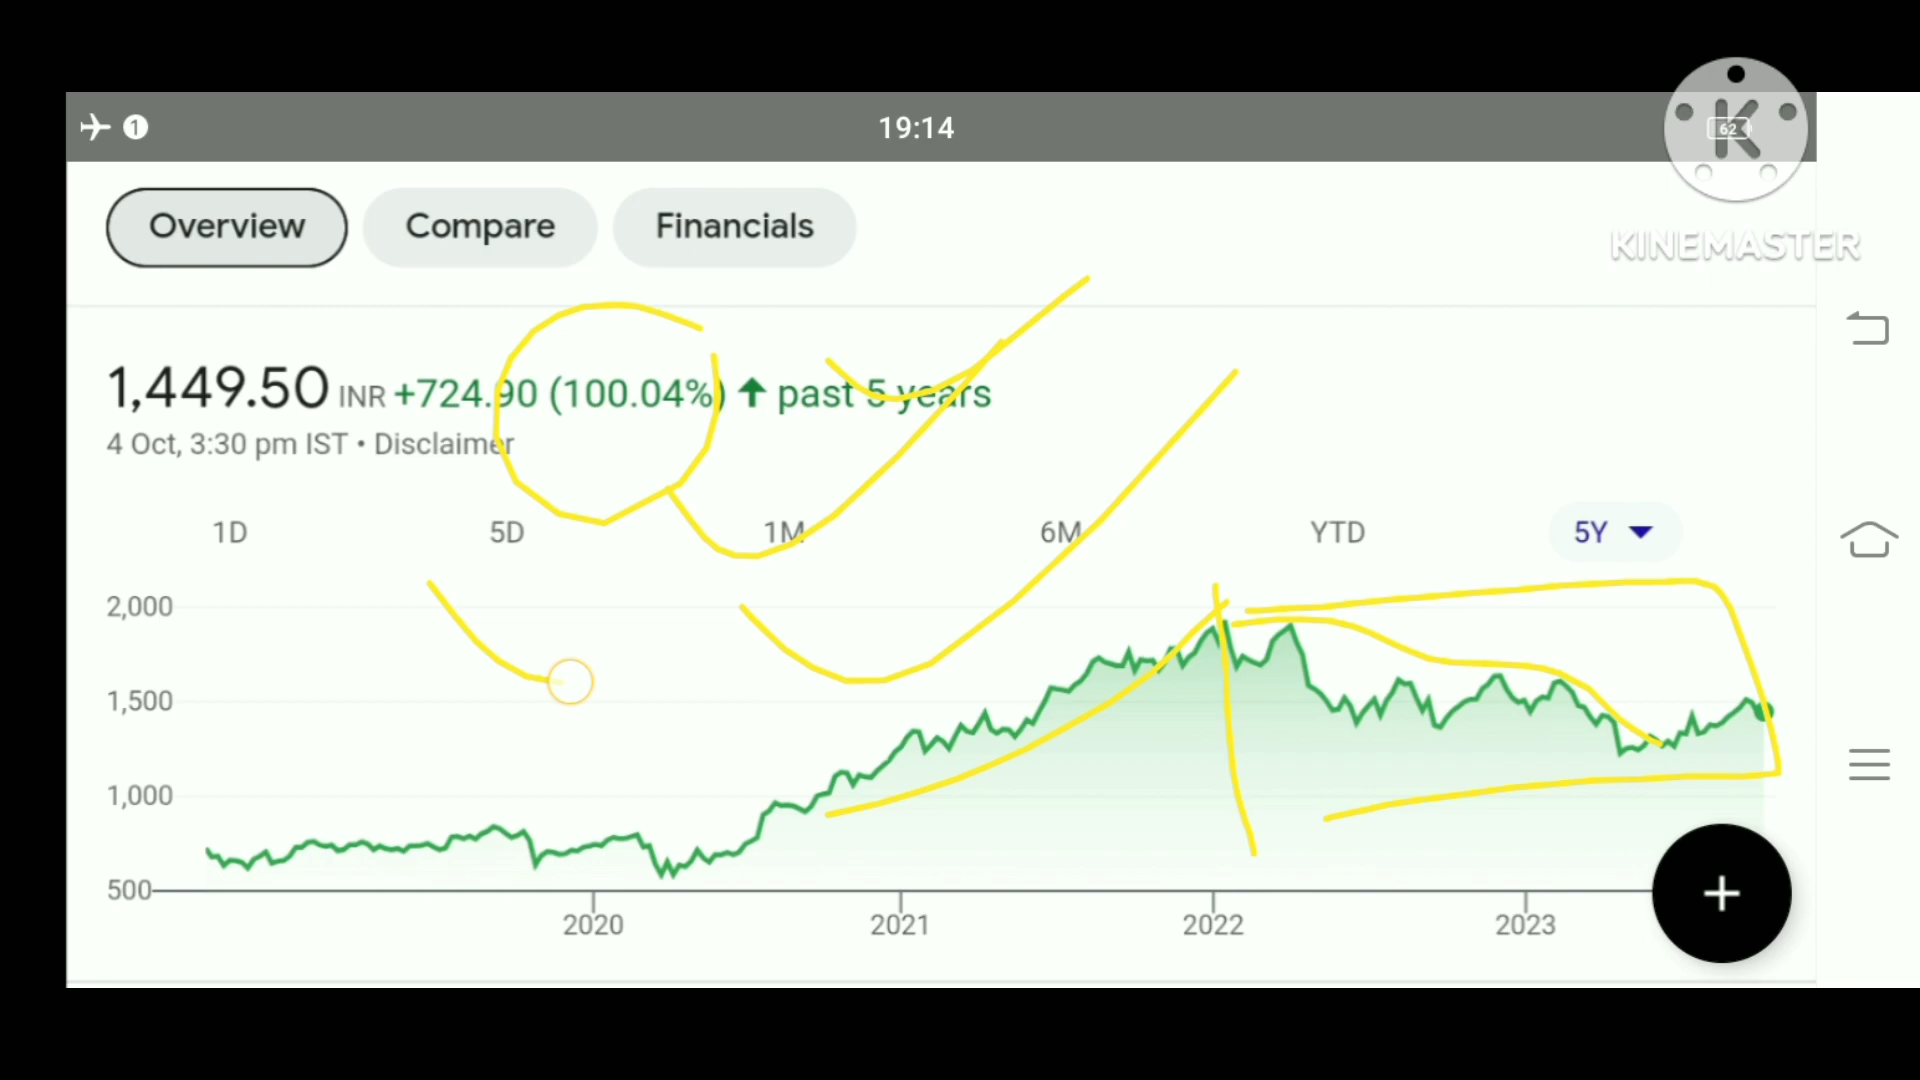 1
19:14
62
K
KINEMASTER
Overview
Compare
Financials
1,449.50 INR +724.90 (100.04%) ↑ past 5 years
4 Oct, 3:30 pm IST • Disclaimer
1D 5D 1M 6M YTD 5Y
2,000
1,500
1,000
500
2020 2021 2022 2023
+